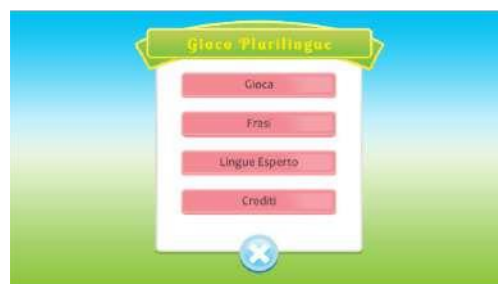 Gioco Plurilingue
Gioca
Frasi
Lingue Esperto
Crediti